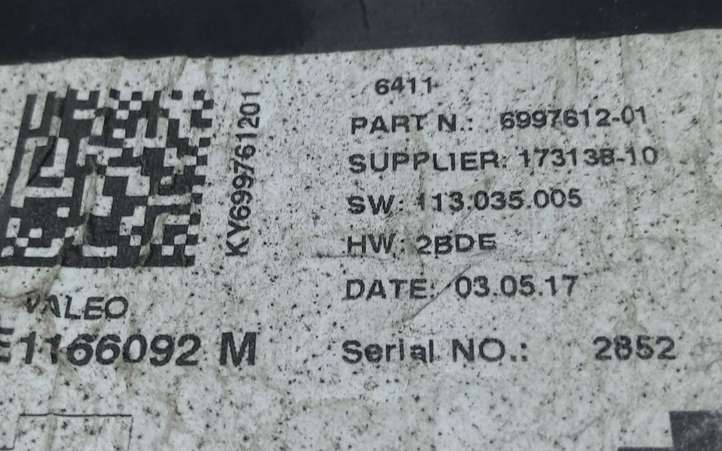 6411
PART N.: 6997612-01
SUPPLIER: 173138-10
SW: 113.035.005
HW: 2BDE
DATE: 03.05.17
Serial NO.: 2852
KY699761201
VALEO
E1166092 M